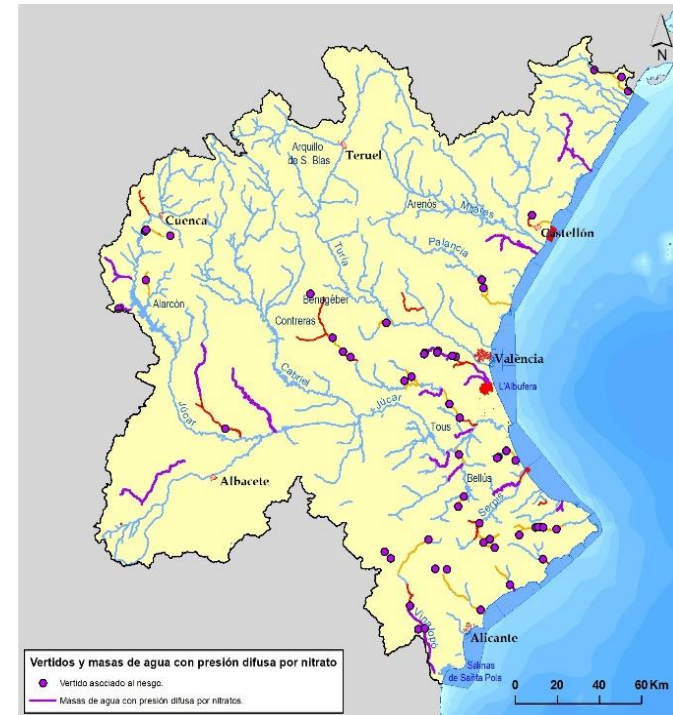 N
Arquillo
de S. Blas
Teruel
Arenós
Mijares
Cuenca
Castellón
Palancia
Turia
Alarcón
Benagéber
Contreras
València
L'Albufera
Cabriel
Júcar
Júcar
Tous
Albacete
Bellús
Serpis
Vinalopó
Alicante
Salinas
de Santa Pola
Vertidos y masas de agua con presión difusa por nitrato
Vertido asociado al riesgo.
Masas de agua con presión difusa por nitratos.
0 20 40 60 Km